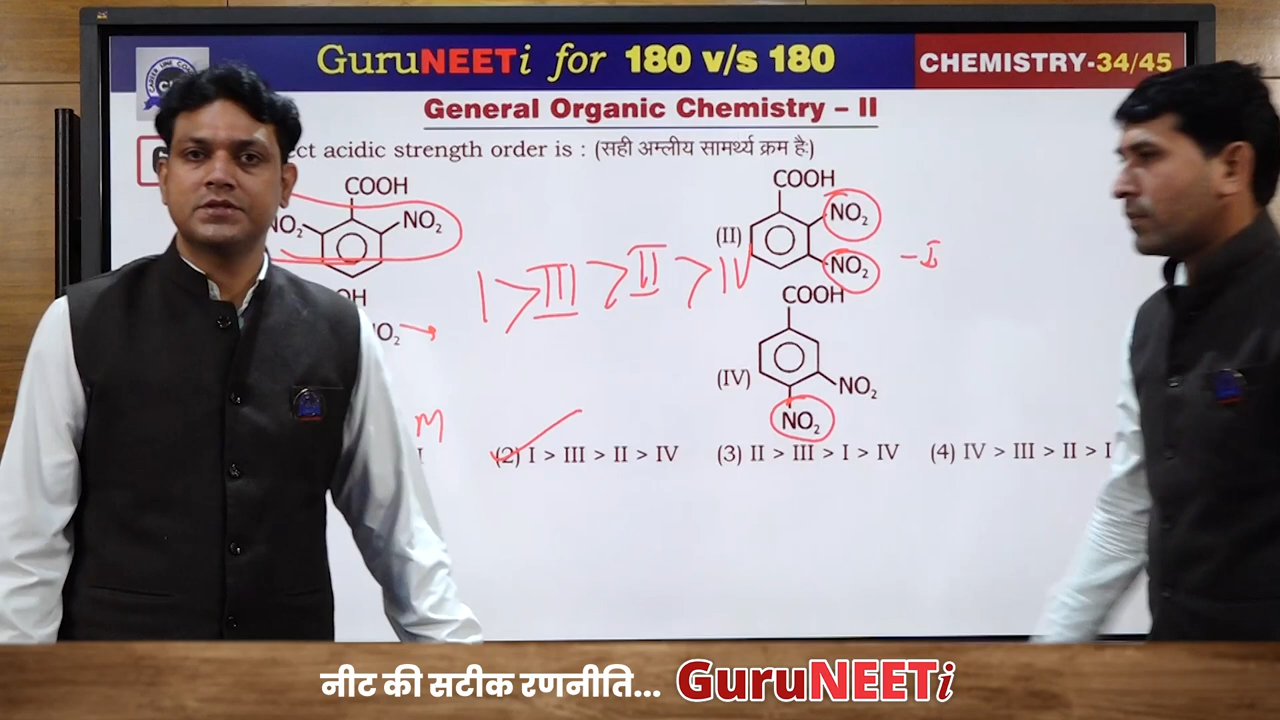 GuruNEETi for 180 v/s 180
CHEMISTRY-34/45
General Organic Chemistry – II
acidic strength order is : (सही अम्लीय सामर्थ्य क्रम है:)
COOH
NO₂
(II)
COOH
NO₂
NO₂
-I
I > III > II > IV
(IV)
COOH
NO₂
NO₂
M
(2) I > III > II > IV
(3) II > III > I > IV
(4) IV > III > II > I
नीट की सटीक रणनीति... GuruNEETi